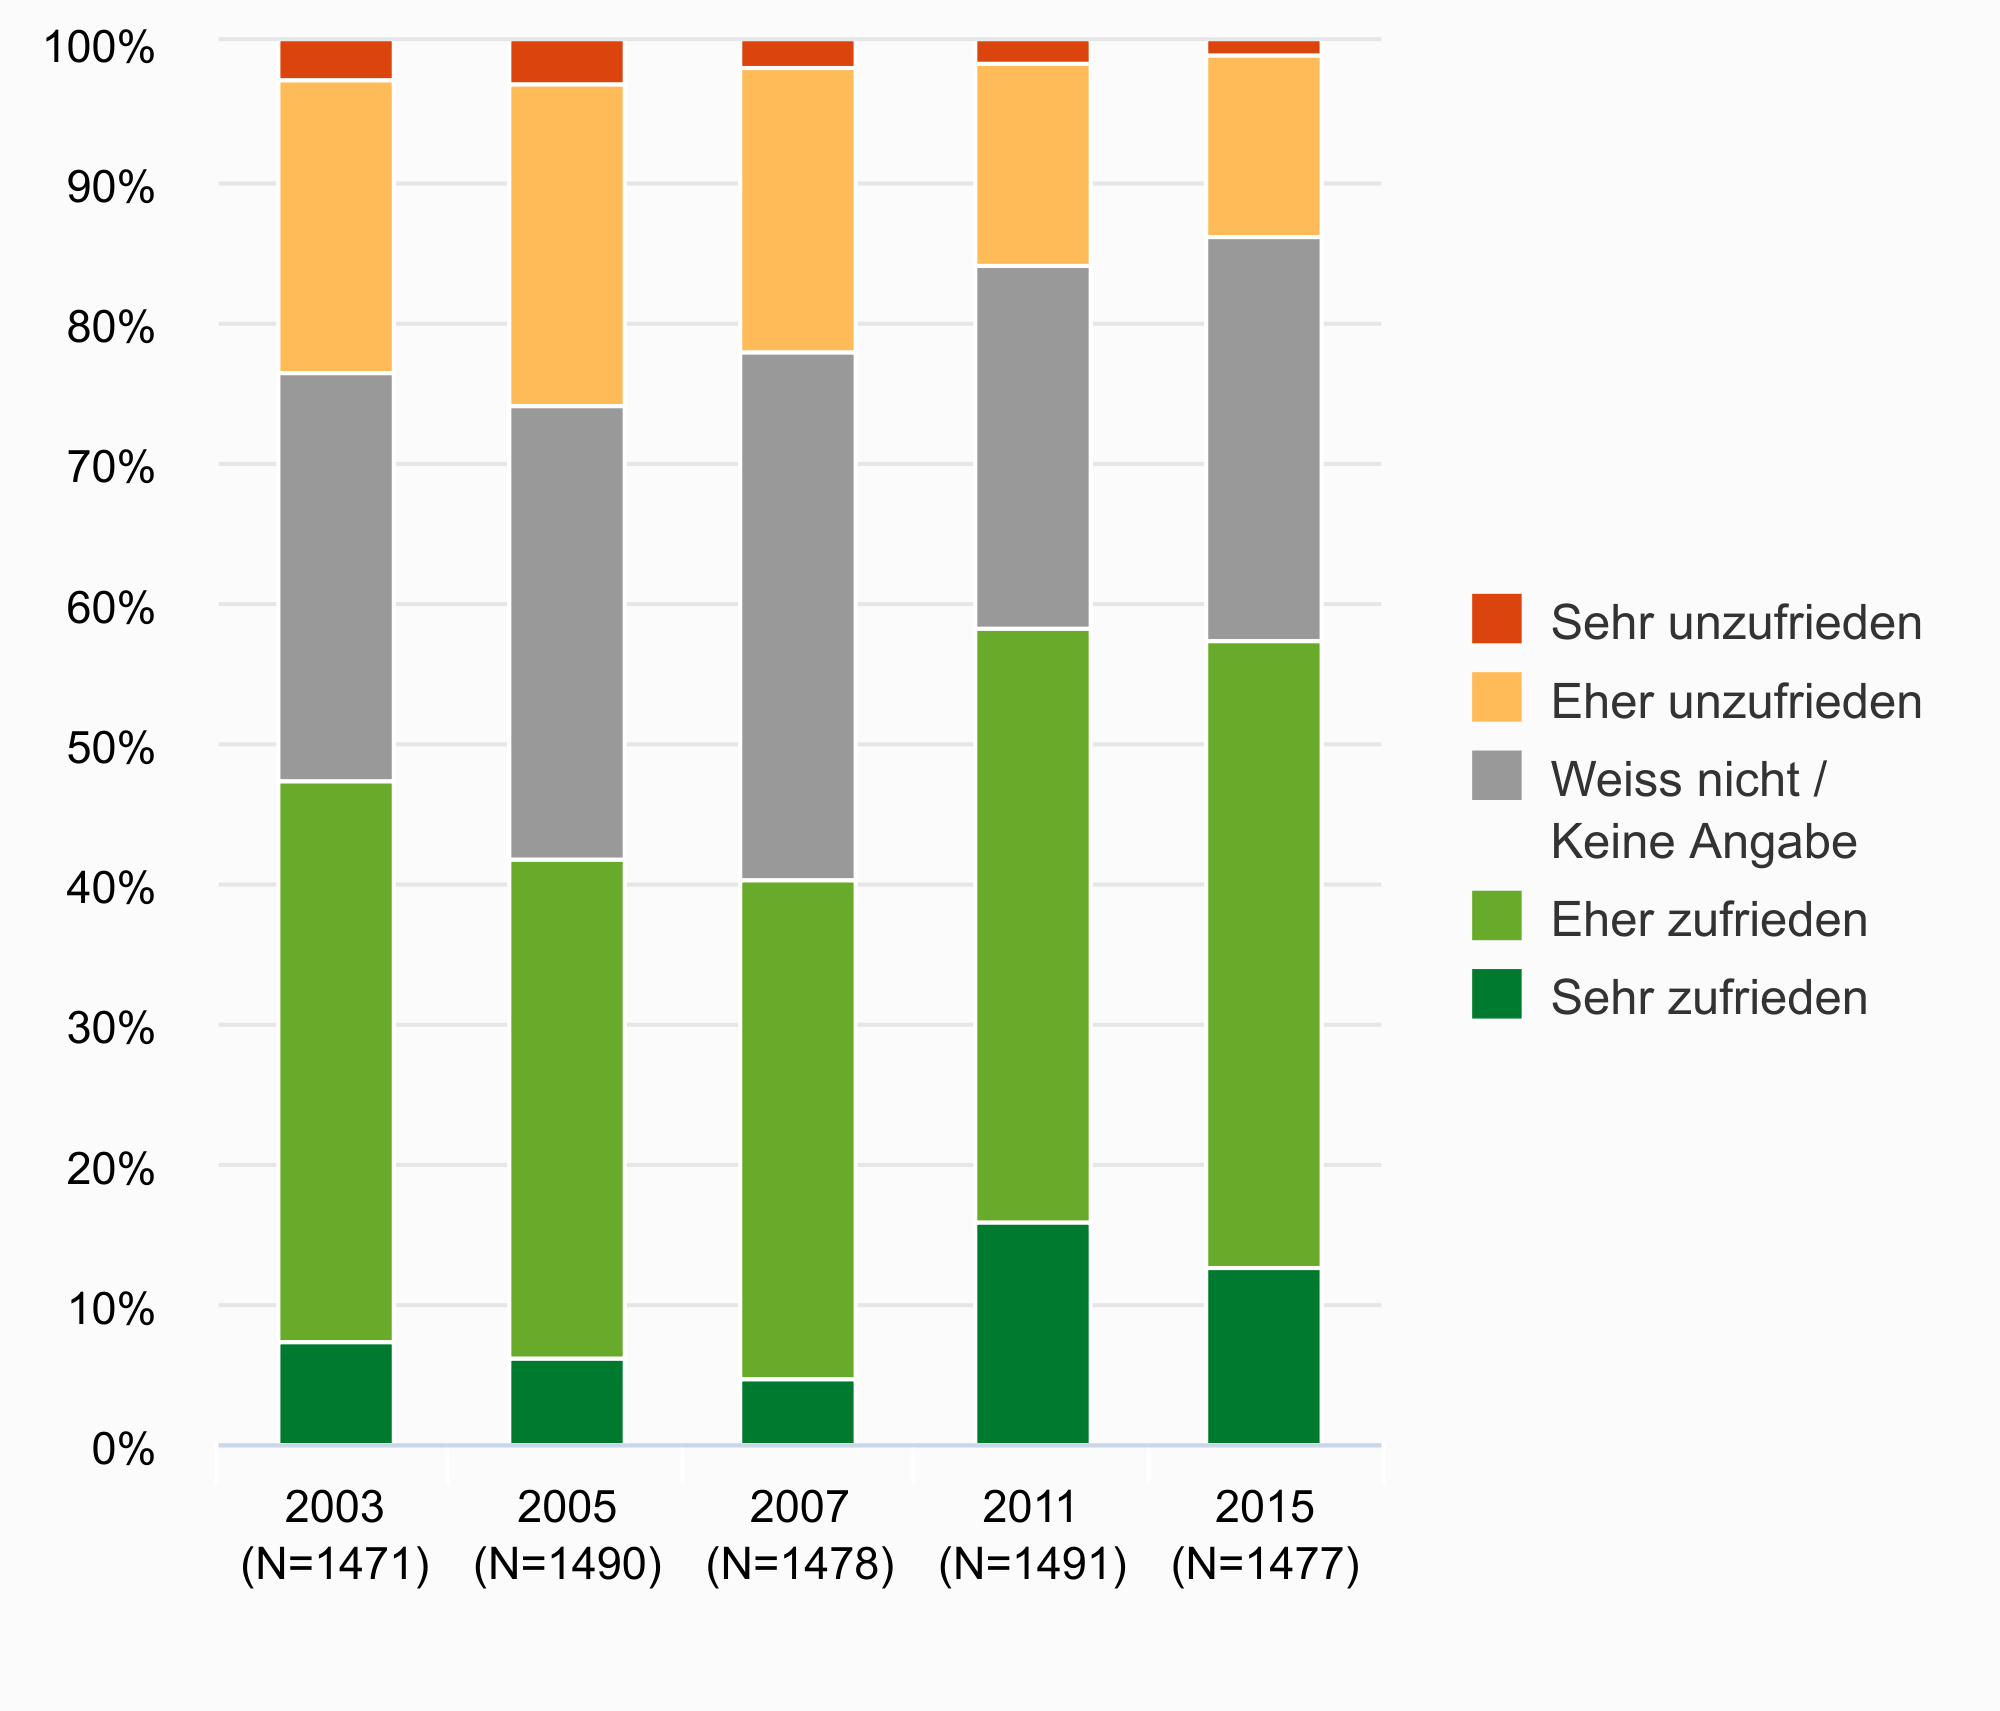 100%
90%
80%
70%
60%
50%
40%
30%
20%
10%
0%
2003
(N=1471)
2005
(N=1490)
2007
(N=1478)
2011
(N=1491)
2015
(N=1477)
Sehr unzufrieden
Eher unzufrieden
Weiss nicht /
Keine Angabe
Eher zufrieden
Sehr zufrieden